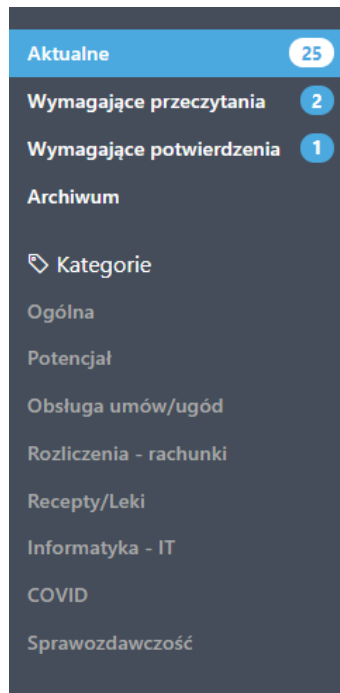 Aktualne 25
Wymagające przeczytania 2
Wymagające potwierdzenia 1
Archiwum
Kategorie
Ogólna
Potencjał
Obsługa umów/ugód
Rozliczenia - rachunki
Recepty/Leki
Informatyka - IT
COVID
Sprawozdawczość